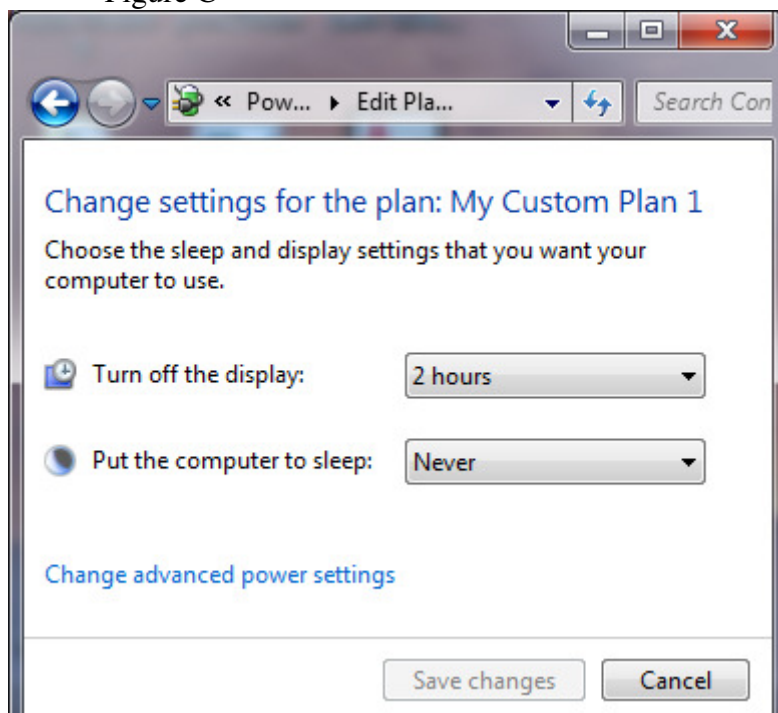 Figure C
« Pow... ▸ Edit Pla...
Search Con
Change settings for the plan: My Custom Plan 1
Choose the sleep and display settings that you want your
computer to use.
Turn off the display: 2 hours
Put the computer to sleep: Never
Change advanced power settings
Save changes Cancel